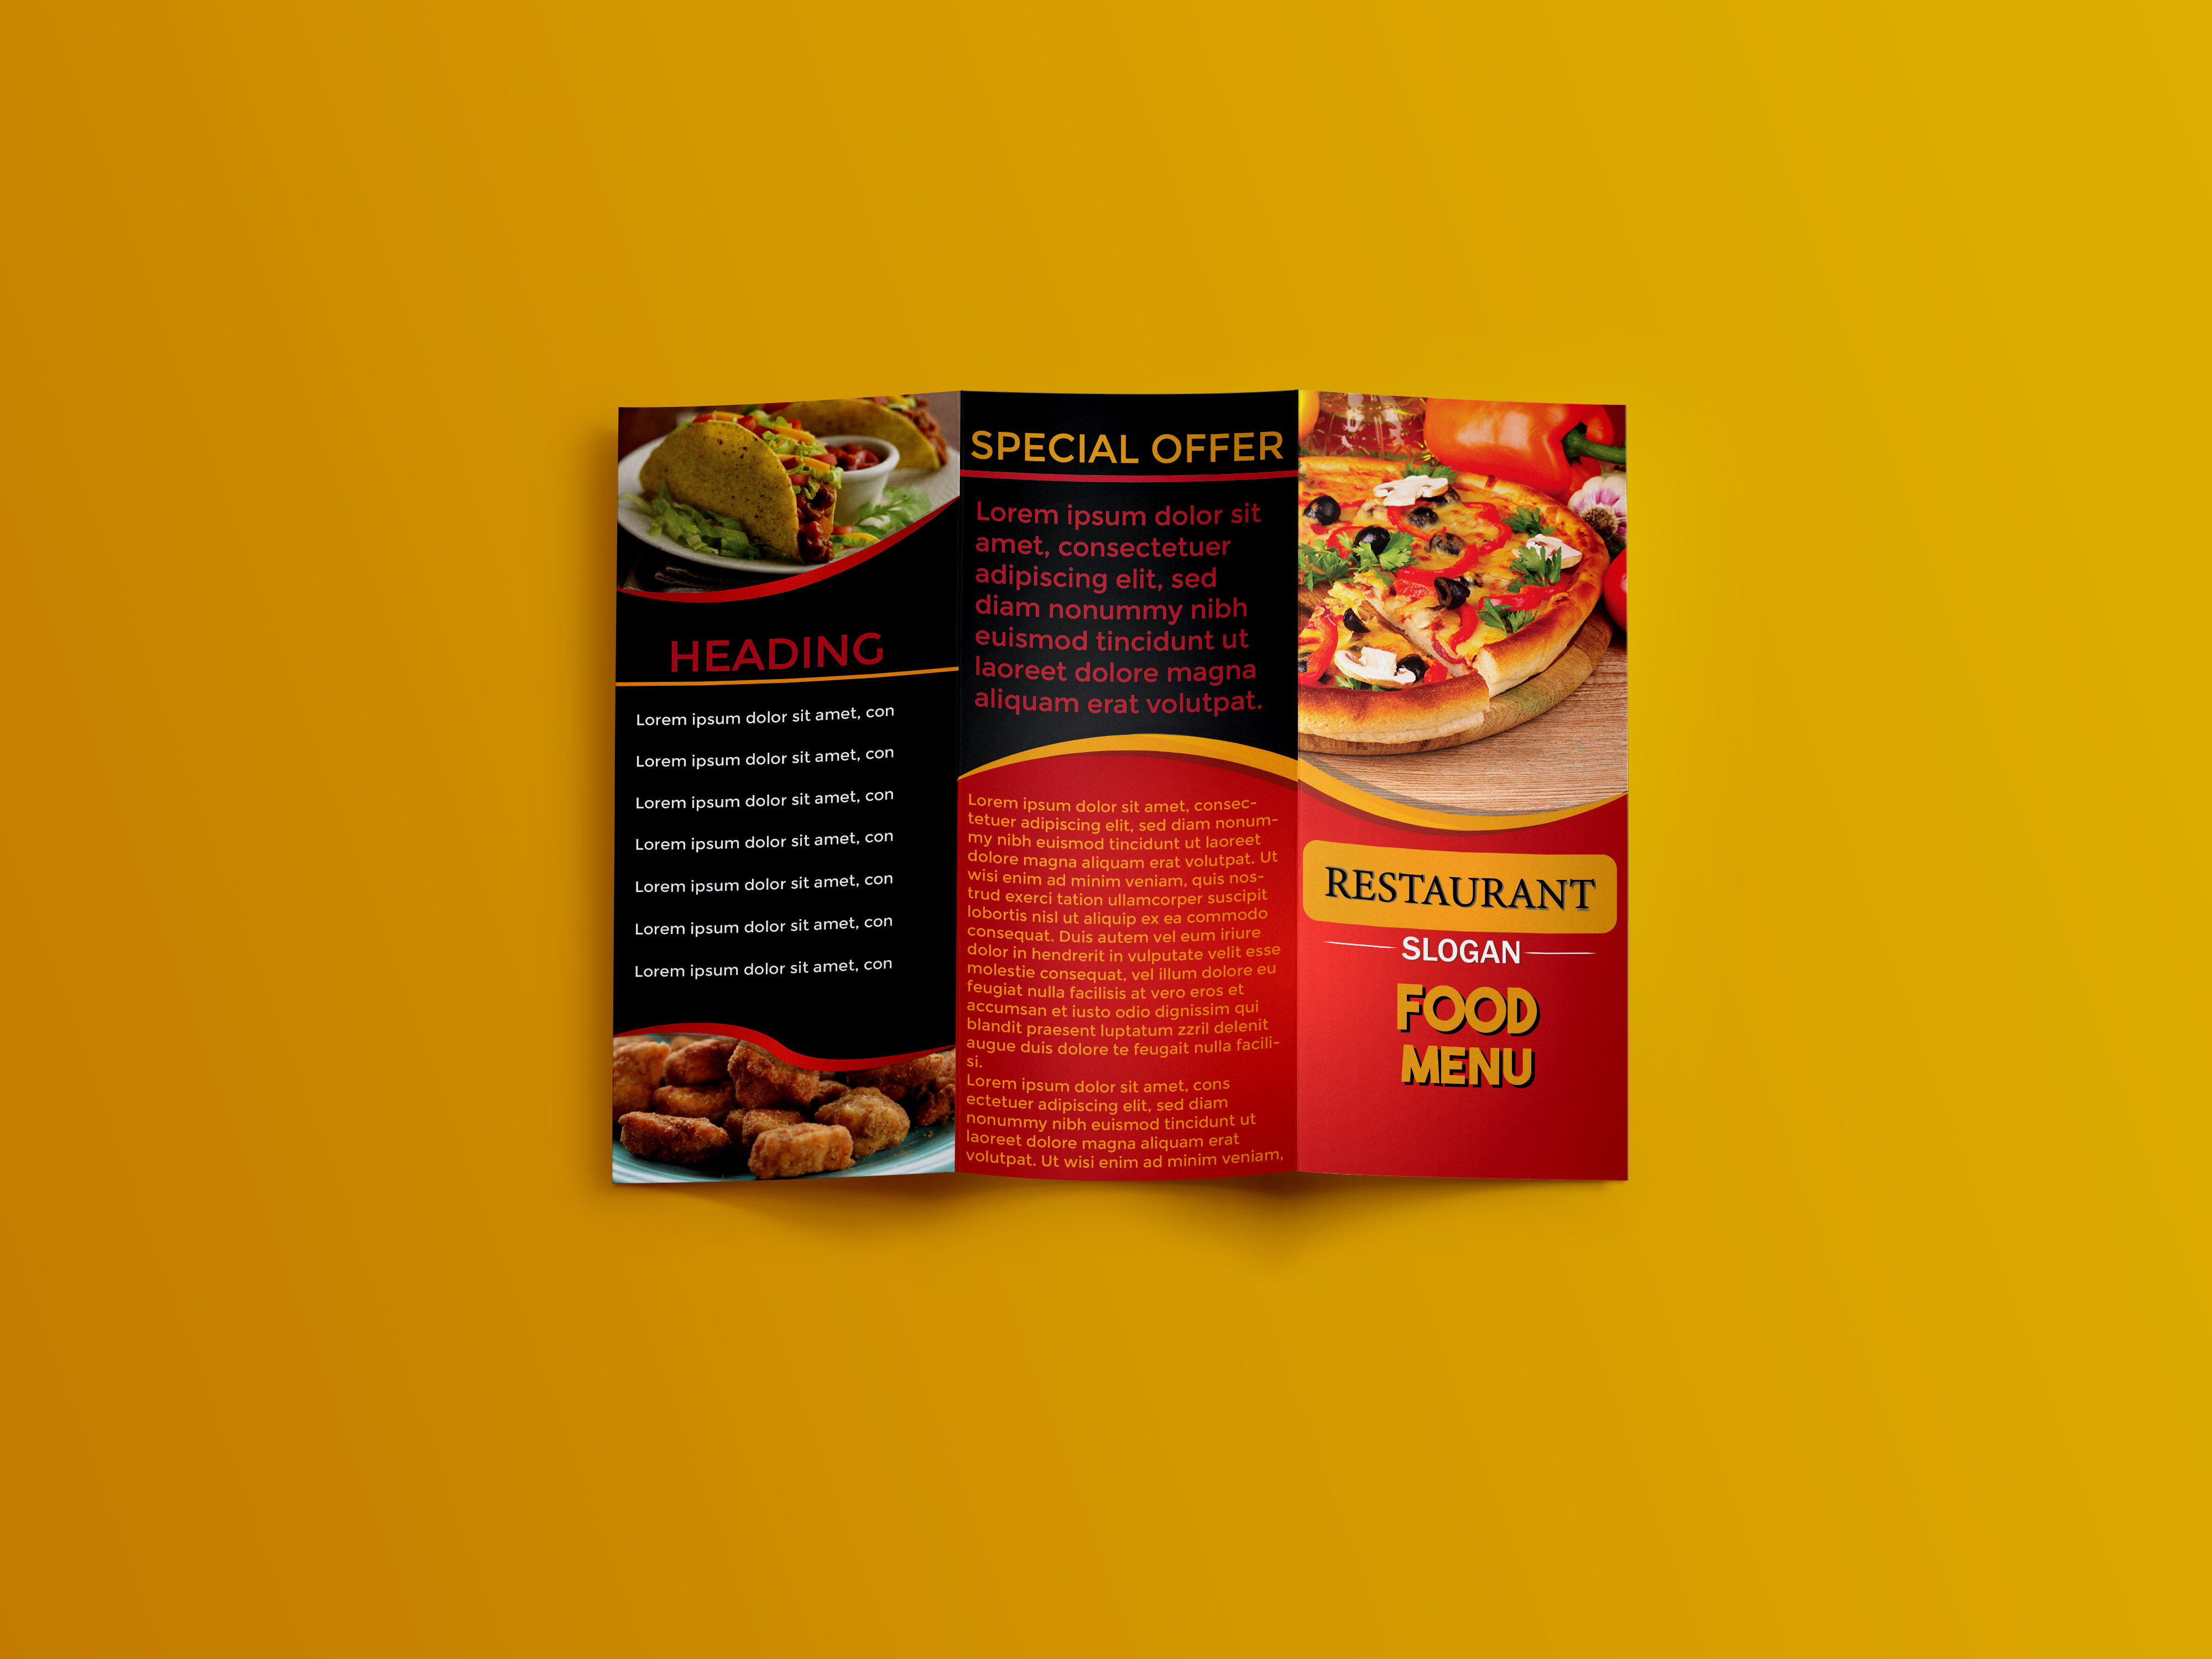 HEADING
Lorem ipsum dolor sit amet, con
Lorem ipsum dolor sit amet, con
Lorem ipsum dolor sit amet, con
Lorem ipsum dolor sit amet, con
Lorem ipsum dolor sit amet, con
Lorem ipsum dolor sit amet, con
Lorem ipsum dolor sit amet, con
SPECIAL OFFER
Lorem ipsum dolor sit
amet, consectetuer
adipiscing elit, sed
diam nonummy nibh
euismod tincidunt ut
laoreet dolore magna
aliquam erat volutpat.
Lorem ipsum dolor sit amet, consec-
tetuer adipiscing elit, sed diam nonum-
my nibh euismod tincidunt ut laoreet
dolore magna aliquam erat volutpat. Ut
wisi enim ad minim veniam, quis nos-
trud exerci tation ullamcorper suscipit
lobortis nisl ut aliquip ex ea commodo
consequat. Duis autem vel eum iriure
dolor in hendrerit in vulputate velit esse
molestie consequat, vel illum dolore eu
feugiat nulla facilisis at vero eros et
accumsan et iusto odio dignissim qui
blandit praesent luptatum zzril delenit
augue duis dolore te feugait nulla facili-
si.
Lorem ipsum dolor sit amet, cons
ectetuer adipiscing elit, sed diam
nonummy nibh euismod tincidunt ut
laoreet dolore magna aliquam erat
volutpat. Ut wisi enim ad minim veniam,
RESTAURANT
SLOGAN
FOOD
MENU